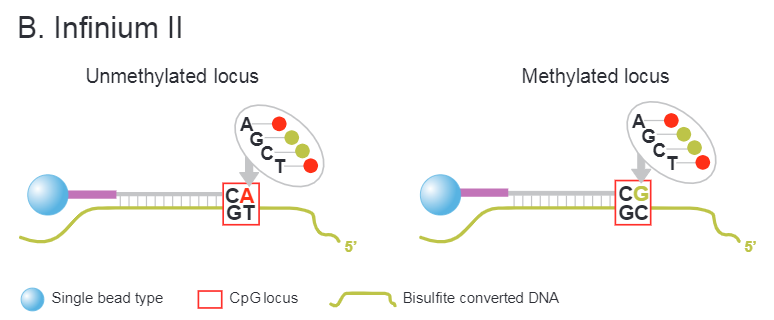 B. Infinium II
Unmethylated locus
Methylated locus
A
G
C
T
CA
GT
5'
A
G
C
T
CG
GC
5'
Single bead type
CpG locus
Bisulfite converted DNA